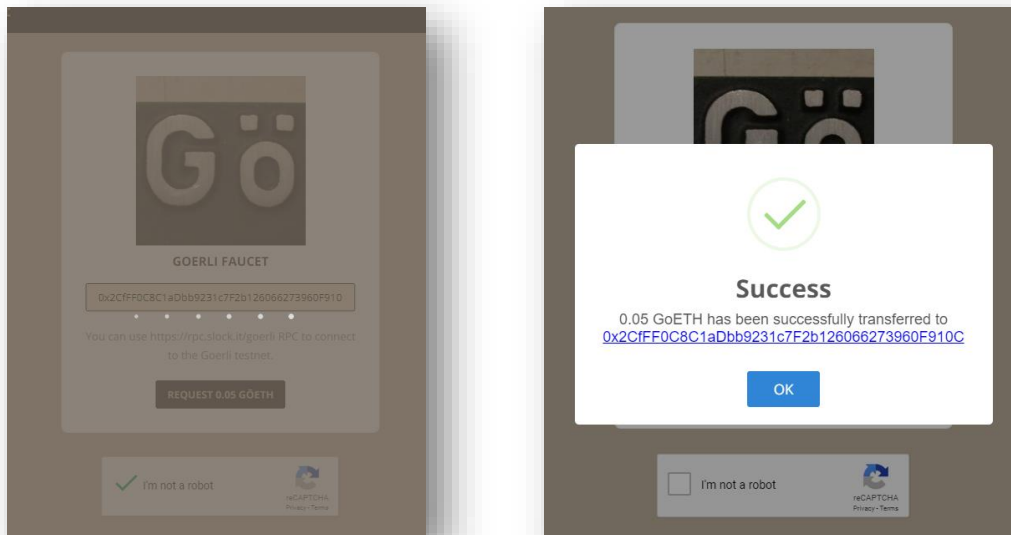 Gö
GOERLI FAUCET
0x2CfFF0C8C1aDbb9231c7F2b126066273960F910
You can use https://rpc.slock.it/goerli RPC to connect
to the Goerli testnet.
REQUEST 0.05 GÖETH
I'm not a robot
reCAPTCHA
Privacy - Terms
Gö
Success
0.05 GoETH has been successfully transferred to
0x2CfFF0C8C1aDbb9231c7F2b126066273960F910C
OK
I'm not a robot
reCAPTCHA
Privacy - Terms